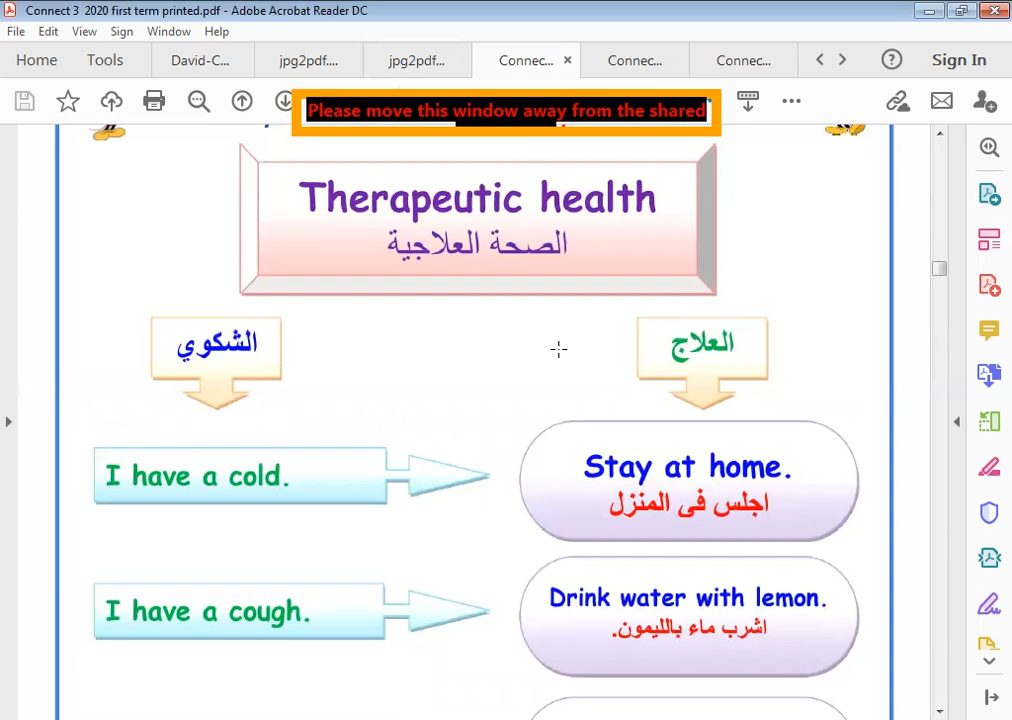 Connect 3 2020 first term printed.pdf - Adobe Acrobat Reader DC
File Edit View Sign Window Help
Home Tools David-C... jpg2pdf.... jpg2pdf.... Connec... × Connec... Connec... Sign In
Please move this window away from the shared
Therapeutic health
الصحة العلاجية
الشكوي
العلاج
I have a cold.
Stay at home.
اجلس فى المنزل
I have a cough.
Drink water with lemon.
اشرب ماء بالليمون.